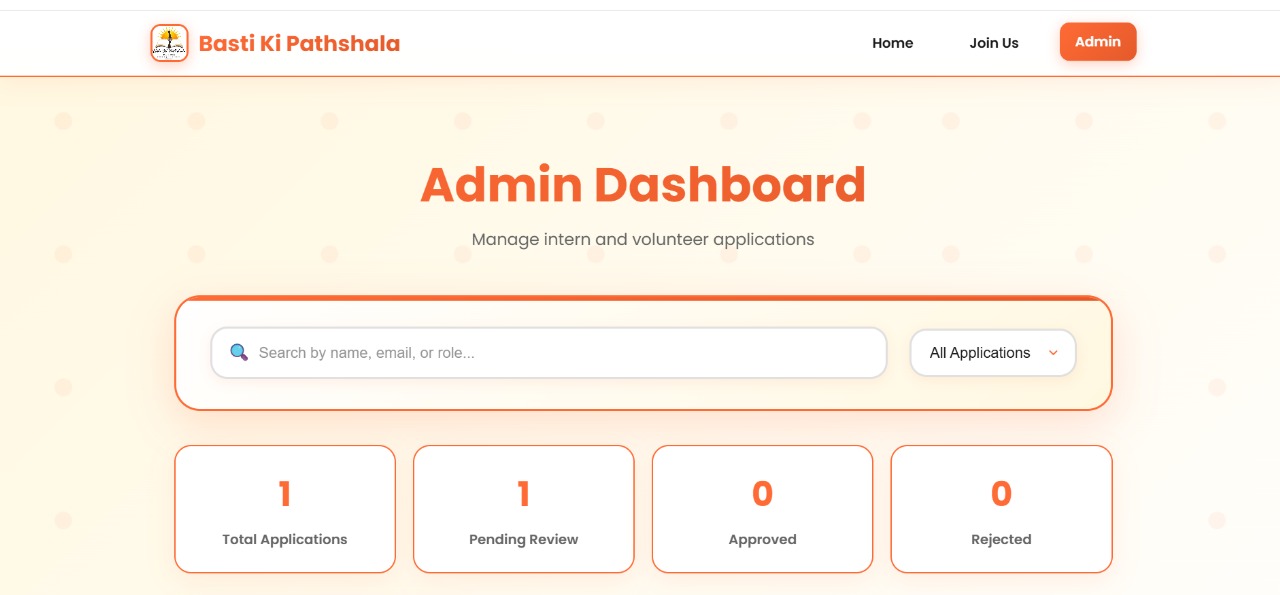 Basti Ki Pathshala
Home
Join Us
Admin
Admin Dashboard
Manage intern and volunteer applications
Search by name, email, or role...
All Applications
1
Total Applications
1
Pending Review
0
Approved
0
Rejected